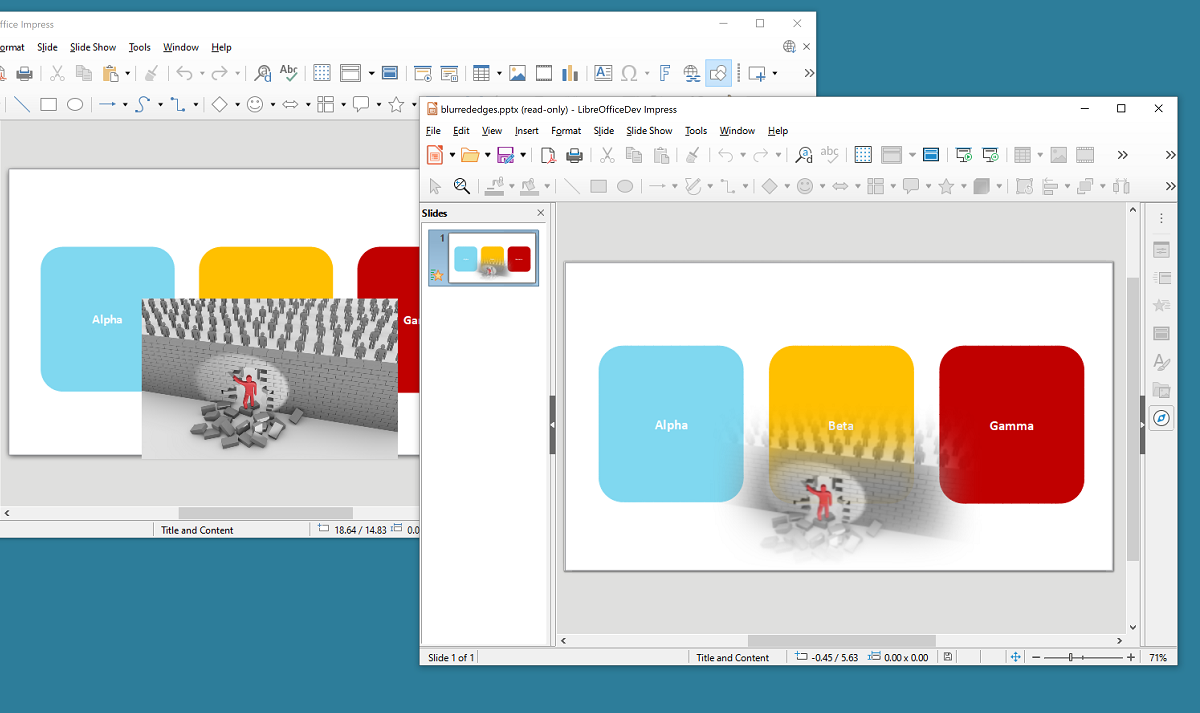 ffice Impress
ormat Slide Slide Show Tools Window Help
Abc
Alpha
Ga
Title and Content 18.64 / 14.83 0.0
blurrededges.pptx (read-only) - LibreOfficeDev Impress
File Edit View Insert Format Slide Slide Show Tools Window Help
abc
Slides
1
Alpha Beta Gamma
Slide 1 of 1 Title and Content -0.45 / 5.63 0.00 x 0.00 71%